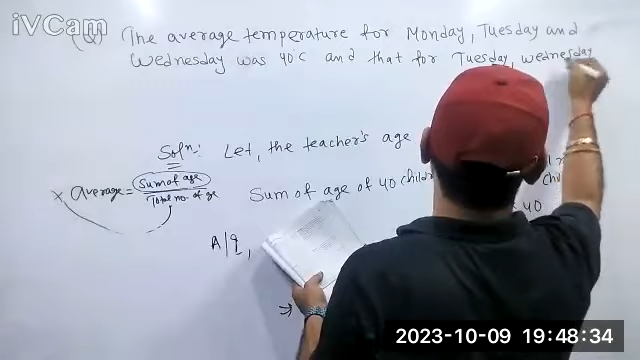 iVCam
Q) The average temperature for Monday, Tuesday and
Wednesday was 40°C and that for Tuesday, wednesday
Soln: Let, the teacher's age
* average = Sum of age / Total no. of age
Sum of age of 40
A/q,
2023-10-09 19:48:34